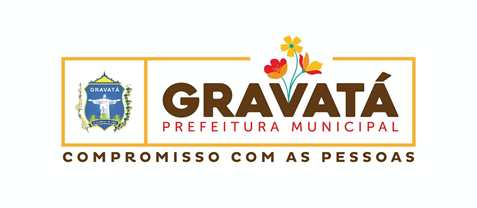 GRAVATÁ
GRAVATÁ
PREFEITURA MUNICIPAL
COMPROMISSO COM AS PESSOAS